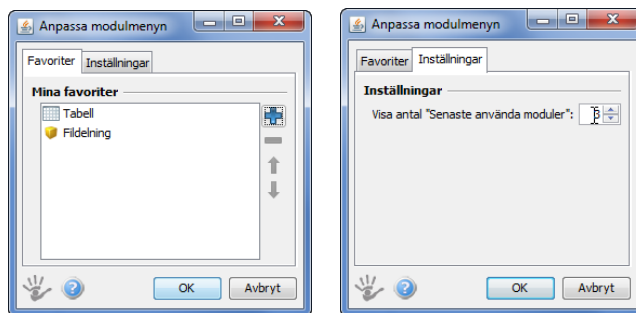 Anpassa modulmenyn
Favoriter Inställningar
Mina favoriter
Tabell
Fildelning
OK Avbryt
Anpassa modulmenyn
Favoriter Inställningar
Inställningar
Visa antal "Senaste använda moduler": 3
OK Avbryt